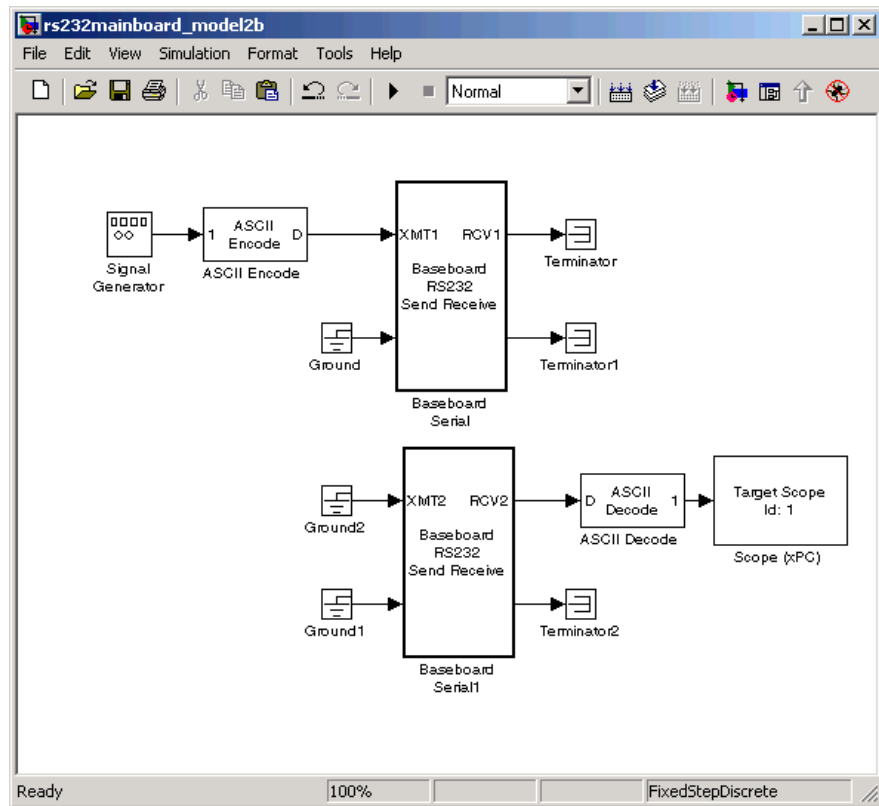 rs232mainboard_model2b
File Edit View Simulation Format Tools Help
Normal
Signal
Generator
1 ASCII
Encode D
ASCII Encode
XMT1 RCV1
Baseboard
RS232
Send Receive
Terminator
Ground
Terminator1
Baseboard
Serial
XMT2 RCV2
Baseboard
RS232
Send Receive
Ground2
D ASCII
Decode 1
ASCII Decode
Target Scope
Id: 1
Scope (xPC)
Ground1
Terminator2
Baseboard
Serial1
Ready 100% FixedStepDiscrete